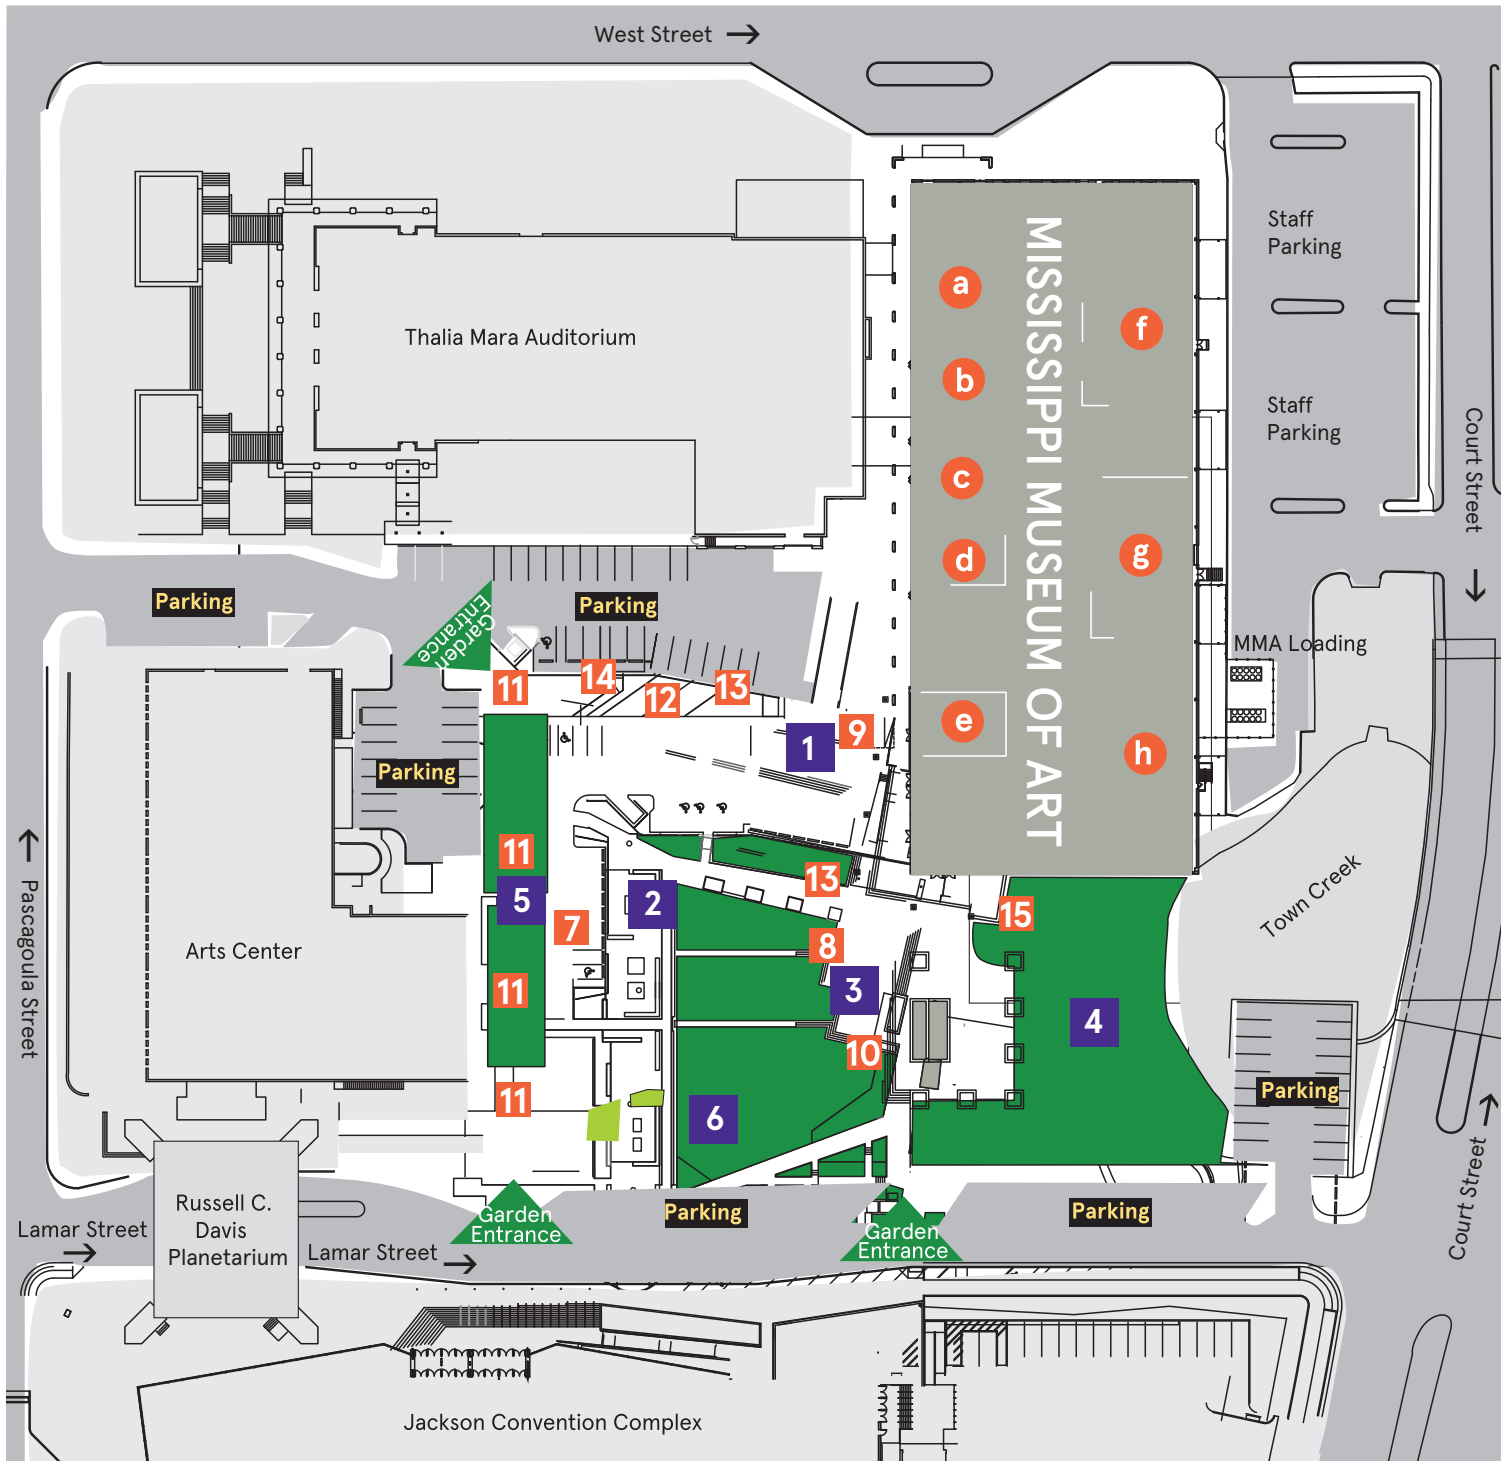 West Street
Staff
Parking
Thalia Mara Auditorium
MISSISSIPPI MUSEUM OF ART
a
f
b
Staff
Parking
Court Street
c
d
g
Parking
Garden
Entrance
Parking
MMA Loading
11
14
12
13
1
9
e
h
Parking
11
13
5
2
7
8
15
Town Creek
Pascagoula Street
Arts Center
11
3
4
10
11
6
Parking
Russell C.
Davis
Planetarium
Lamar Street
Lamar Street
Garden
Entrance
Parking
Garden
Entrance
Parking
Court Street
Jackson Convention Complex